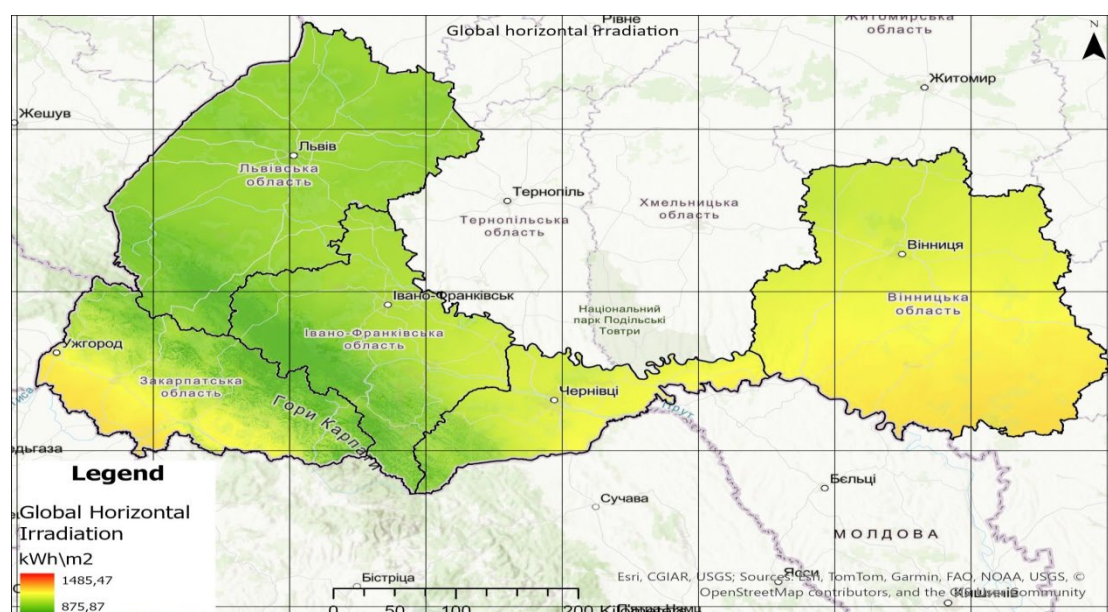 Рівне
Житомирська
область
Global horizontal irradiation
N
Житомир
Жешув
Львів
Львівська
область
Тернопіль
Тернопільська
область
Хмельницька
область
Вінниця
Вінницька
область
Івано-Франківськ
Івано-Франківська
область
Національний
парк Подільські
Товтри
Ужгород
Закарпатська
область
Гори Карпати
Чернівці
Прут
Бєльці
Сучава
МОЛДОВА
Ясси
Бістріца
Кишинів
Legend
Global Horizontal
Irradiation
kWh\m2
1485,47
875,87
0 50 100 200 Kilometers
Esri, CGIAR, USGS; Sources: Esri, TomTom, Garmin, FAO, NOAA, USGS, ©
OpenStreetMap contributors, and the GIS User Community